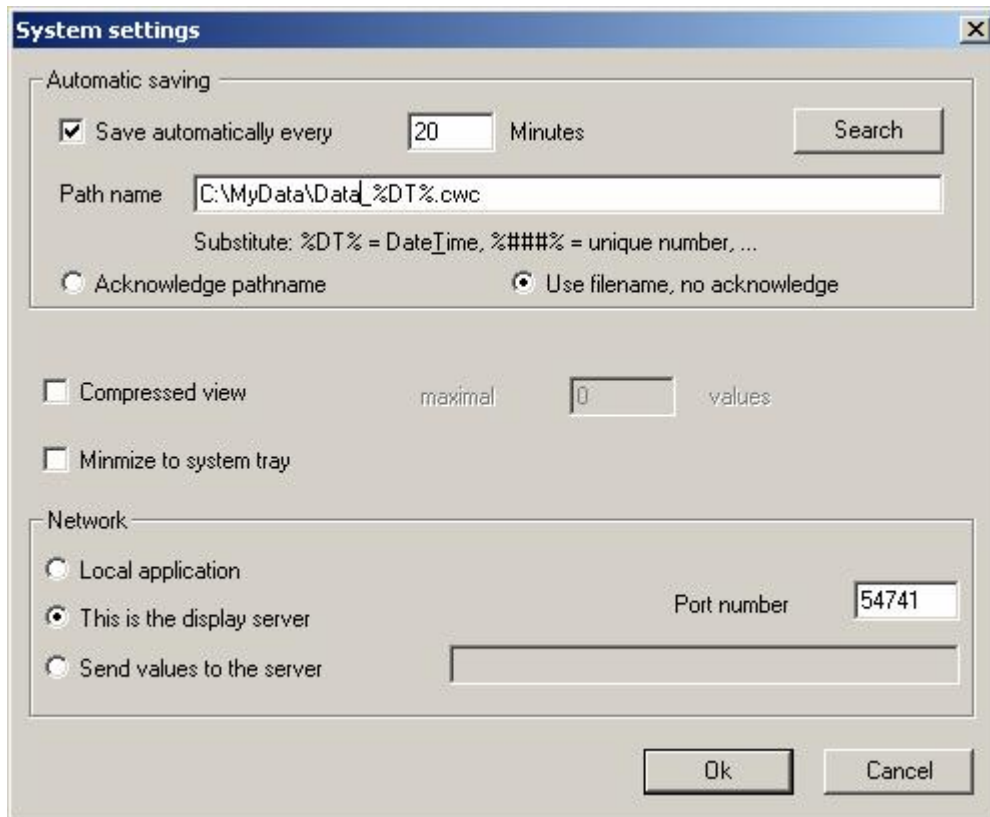 System settings
Automatic saving
Save automatically every 20 Minutes Search
Path name C:\MyData\Data_%DT%.cwc
Substitute: %DT% = DateTime, %###% = unique number, ...
Acknowledge pathname Use filename, no acknowledge
Compressed view maximal 0 values
Minmize to system tray
Network
Local application
Port number 54741
This is the display server
Send values to the server
Ok Cancel